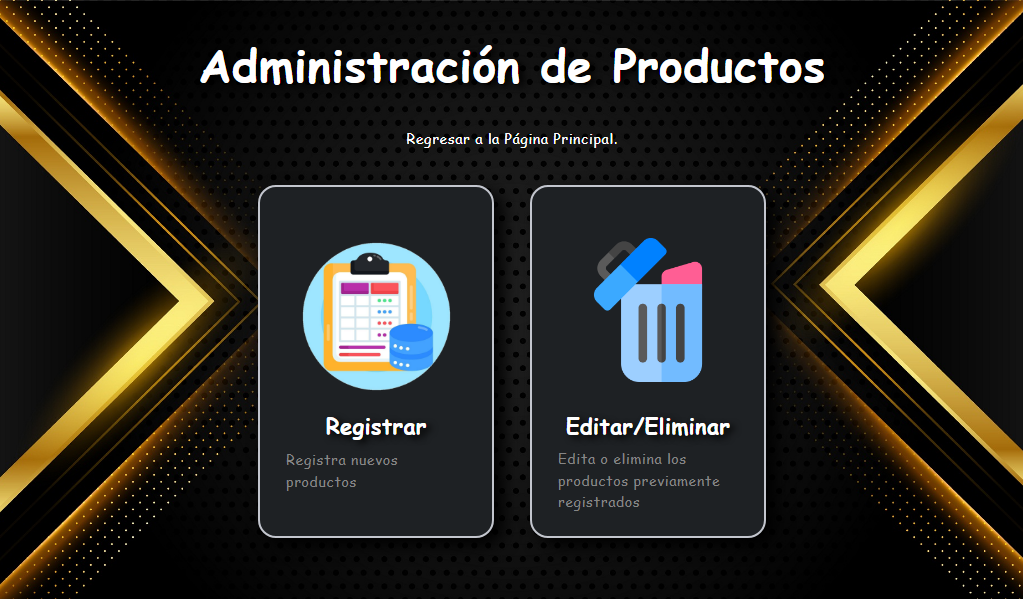 Administración de Productos
Regresar a la Página Principal.
Registrar
Registra nuevos
productos
Editar/Eliminar
Edita o elimina los
productos previamente
registrados